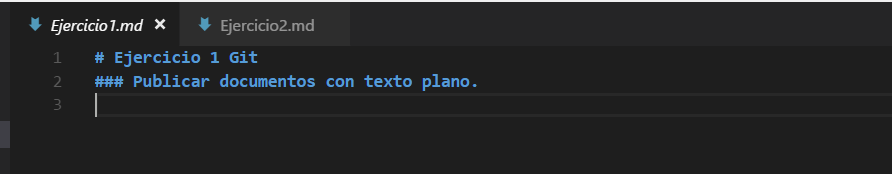 Ejercicio1.md × Ejercicio2.md
1 # Ejercicio 1 Git
2 ### Publicar documentos con texto plano.
3